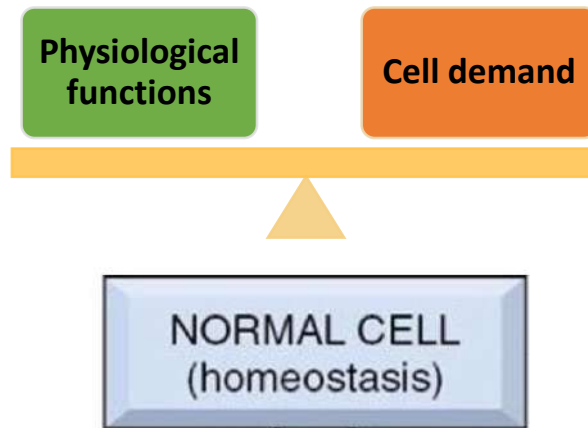 Physiological
functions
Cell demand
NORMAL CELL
(homeostasis)